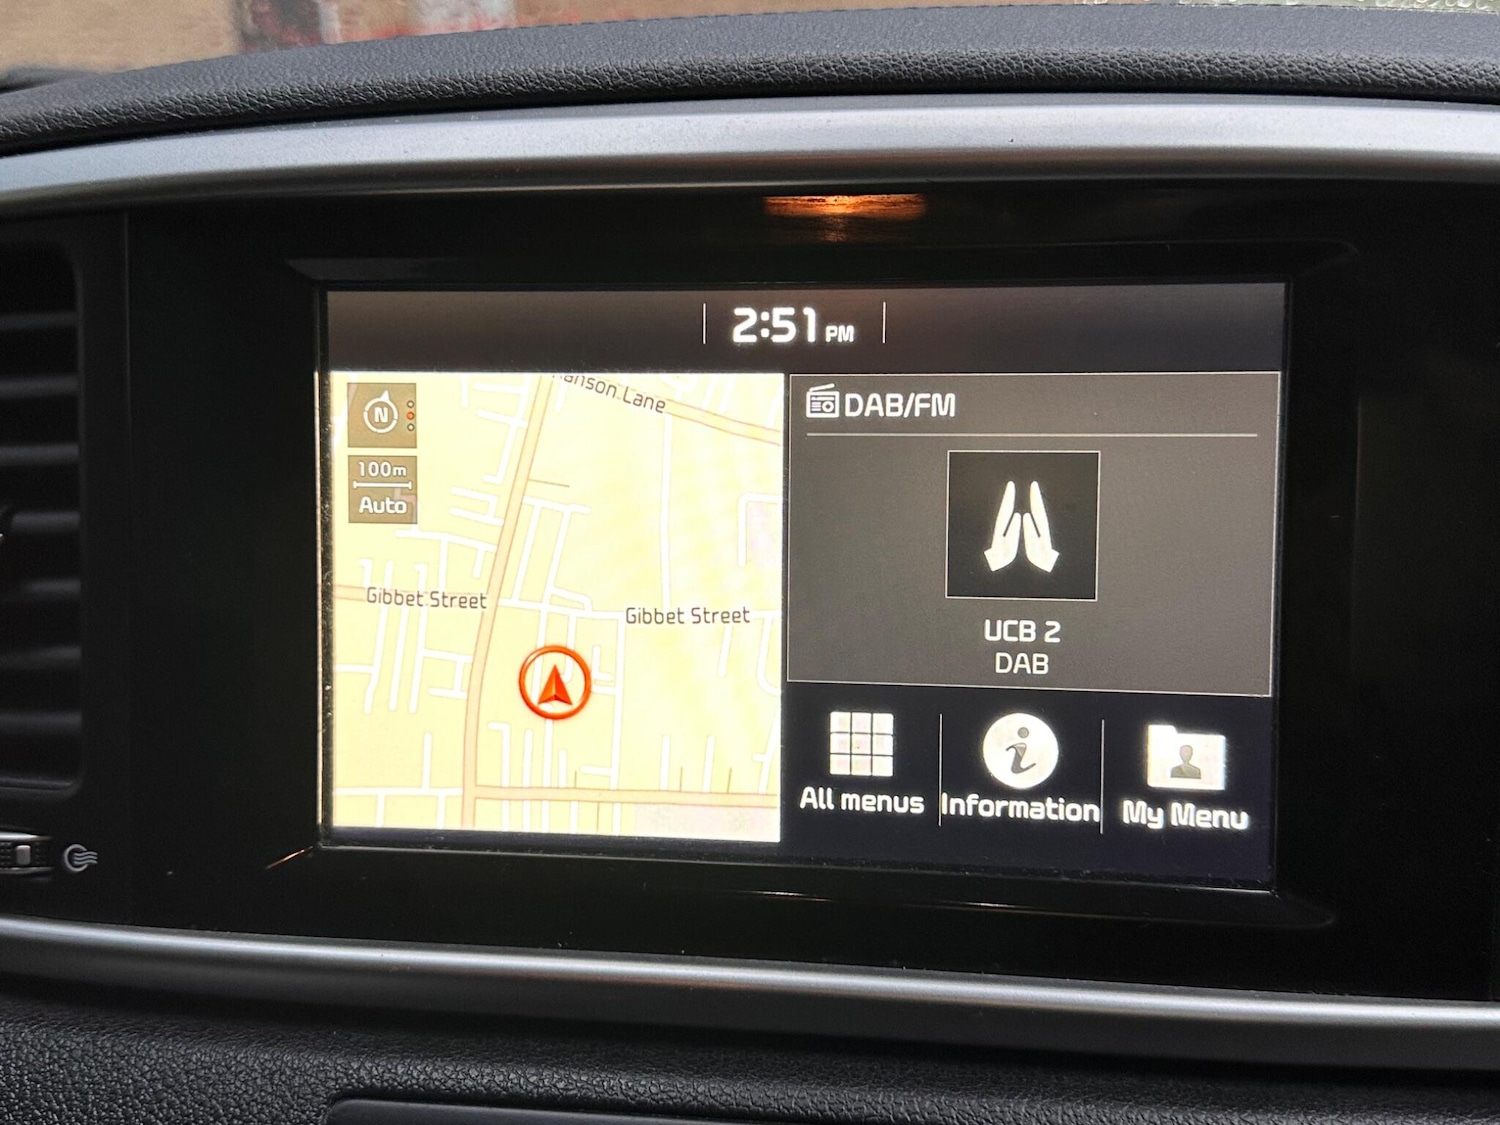 2:51 PM
N
100m
Auto
Lane
Gibbet Street
Gibbet Street
DAB/FM
UCB 2
DAB
All menus
Information
My Menu